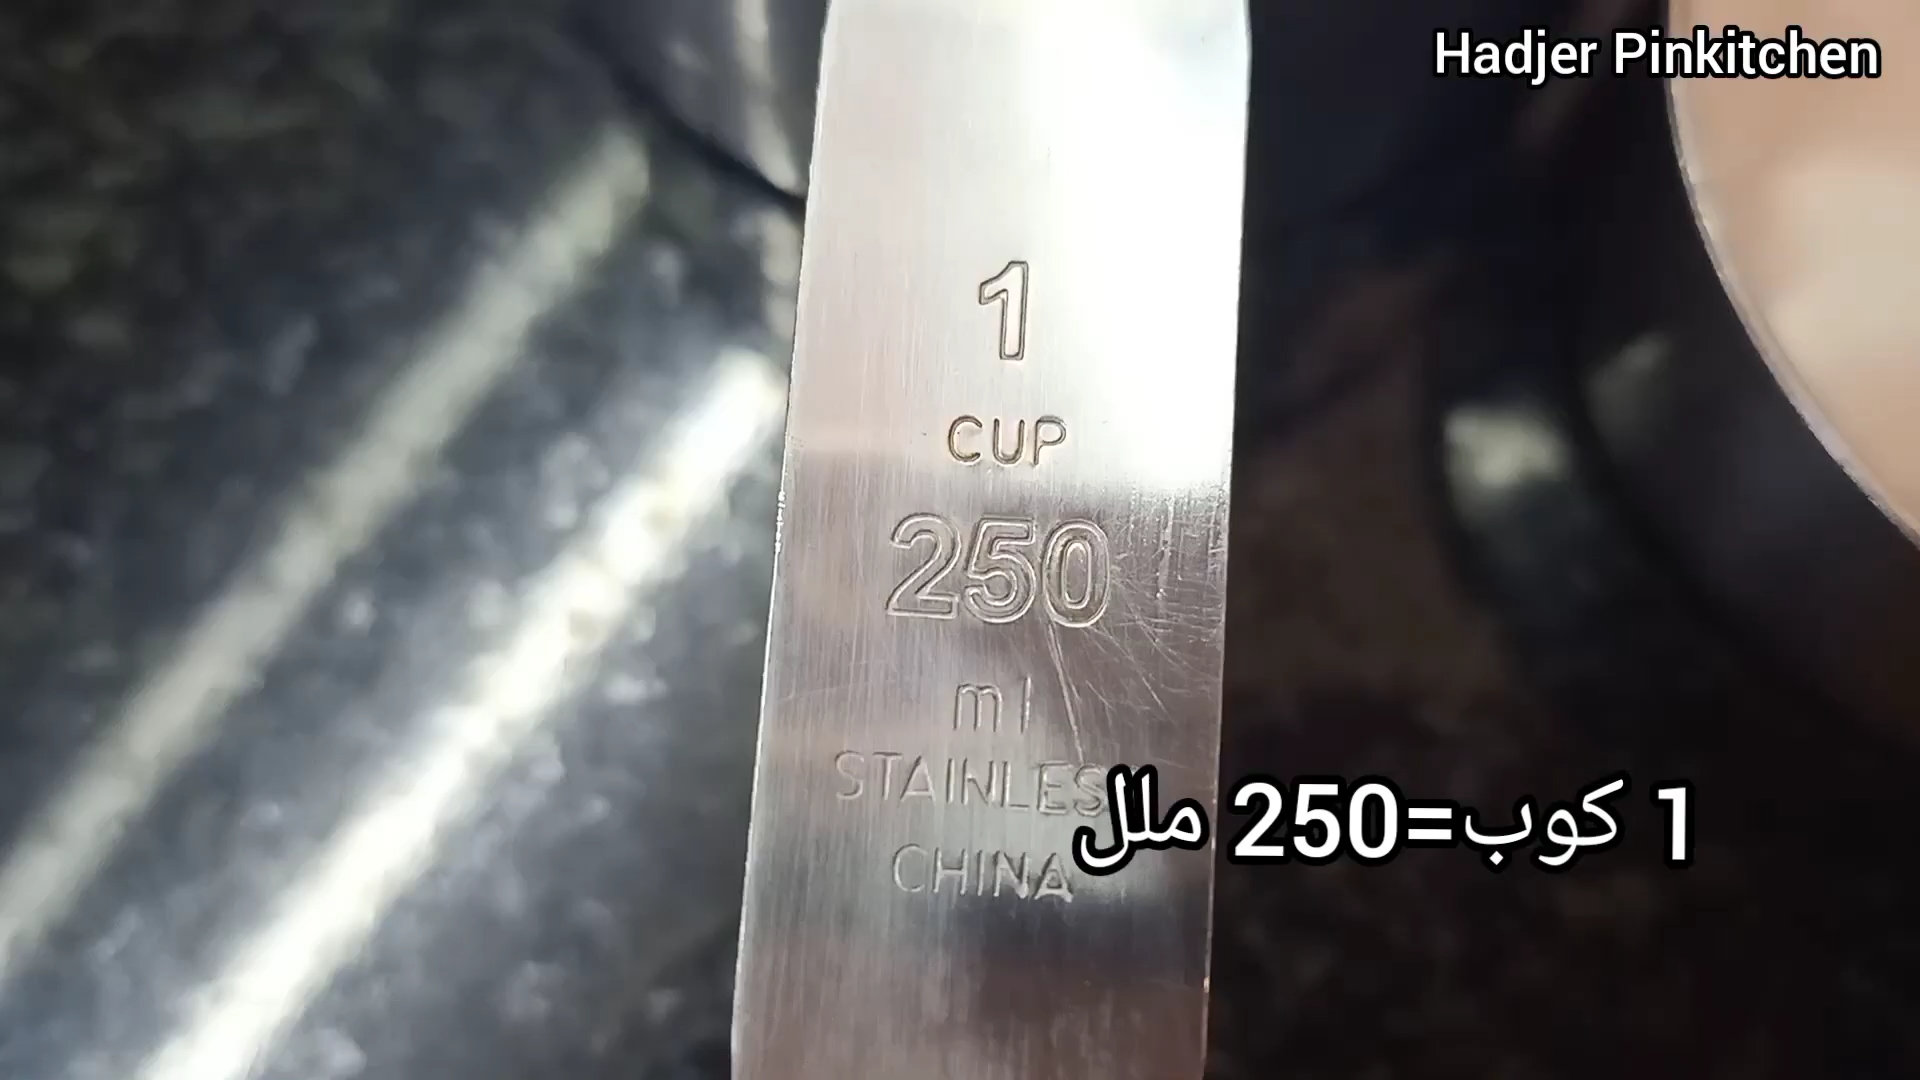 Hadjer Pinkitchen
1
CUP
250
ml
STAINLES
CHINA
1 كوب=250 ملل